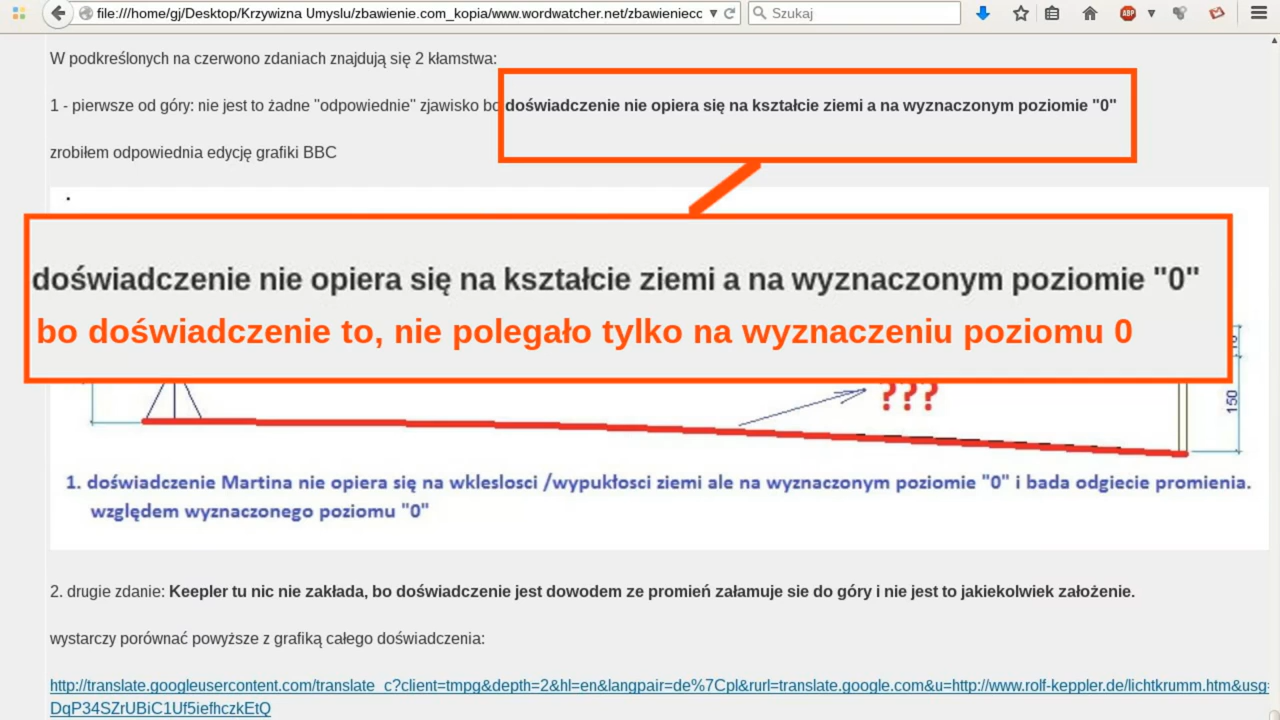 file:///home/gj/Desktop/Krzywizna Umyslu/zbawienie.com_kopia/www.wordwatcher.net/zbawieniecc
Szukaj
ABP
W podkreślonych na czerwono zdaniach znajdują się 2 kłamstwa:
1 - pierwsze od góry: nie jest to żadne "odpowiednie" zjawisko bo doświadczenie nie opiera się na kształcie ziemi a na wyznaczonym poziomie "0"
zrobiłem odpowiednia edycję grafiki BBC
doświadczenie nie opiera się na kształcie ziemi a na wyznaczonym poziomie "0"
bo doświadczenie to, nie polegało tylko na wyznaczeniu poziomu 0
???
150
1. doświadczenie Martina nie opiera się na wkleslosci /wypukłosci ziemi ale na wyznaczonym poziomie "0" i bada odgiecie promienia.
względem wyznaczonego poziomu "0"
2. drugie zdanie: Keepler tu nic nie zakłada, bo doświadczenie jest dowodem ze promień załamuje sie do góry i nie jest to jakiekolwiek założenie.
wystarczy porównać powyższe z grafiką całego doświadczenia:
http://translate.googleusercontent.com/translate_c?client=tmpg&depth=2&hl=en&langpair=de%7Cpl&rurl=translate.google.com&u=http://www.rolf-keppler.de/lichtkrumm.htm&usg=
DqP34SZrUBiC1Uf5iefhczkEtQ